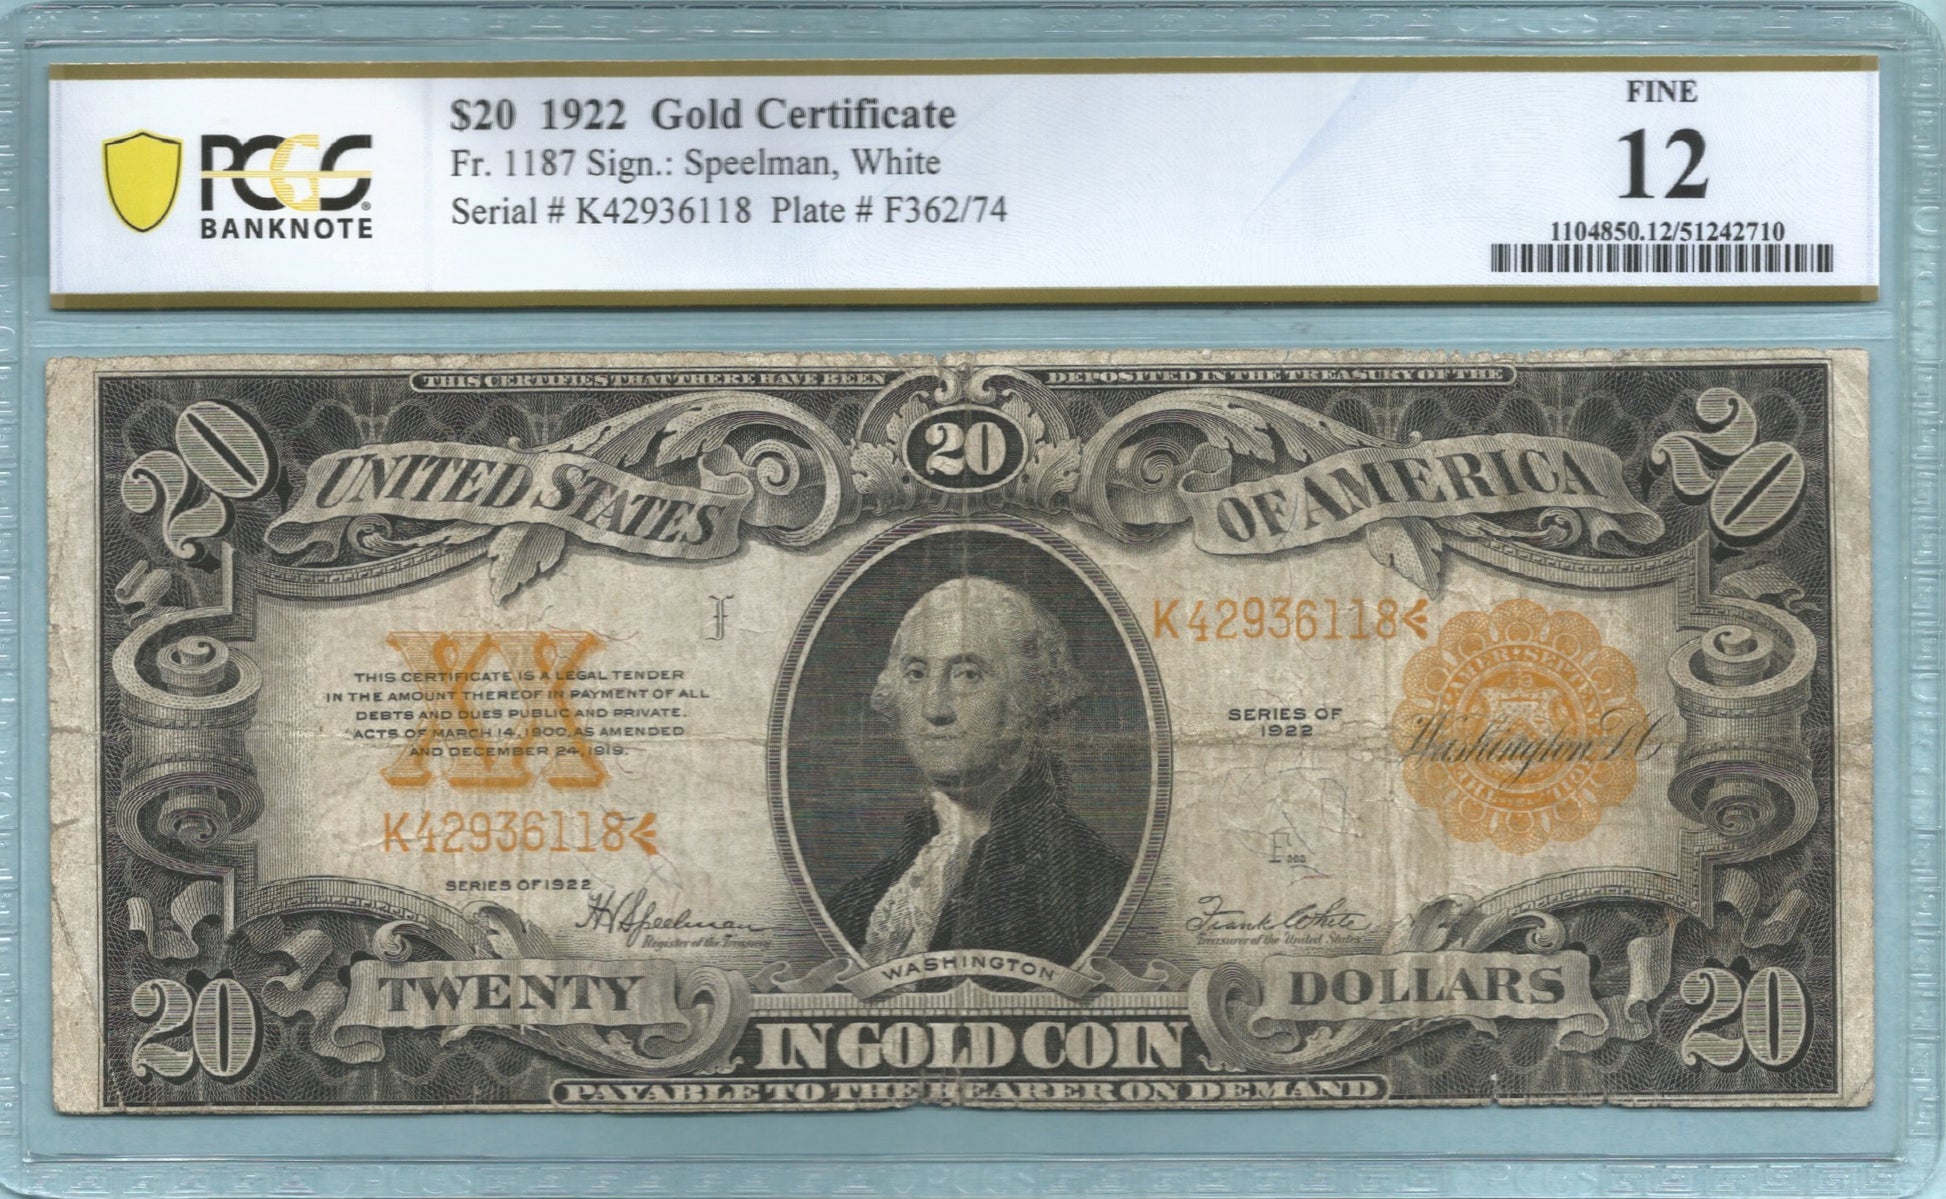 PCGS
BANKNOTE
$20 1922 Gold Certificate
Fr. 1187 Sign.: Speelman, White
Serial # K42936118 Plate # F362/74
FINE
12
1104850.12/51242710
THIS CERTIFIES THAT THERE HAVE BEEN DEPOSITED IN THE TREASURY OF THE
20 20 20
UNITED STATES OF AMERICA
F
K42936118
XX
THIS CERTIFICATE IS A LEGAL TENDER
IN THE AMOUNT THEREOF IN PAYMENT OF ALL
DEBTS AND DUES PUBLIC AND PRIVATE.
ACTS OF MARCH 14, 1900, AS AMENDED
AND DECEMBER 24, 1919.
SERIES OF
1922
Washington, D.C.
K42936118
F 362
SERIES OF 1922
H V Speelman
Register of the Treasury
Frank White
Treasurer of the United States
WASHINGTON
TWENTY DOLLARS
20 20
IN GOLD COIN
PAYABLE TO THE BEARER ON DEMAND